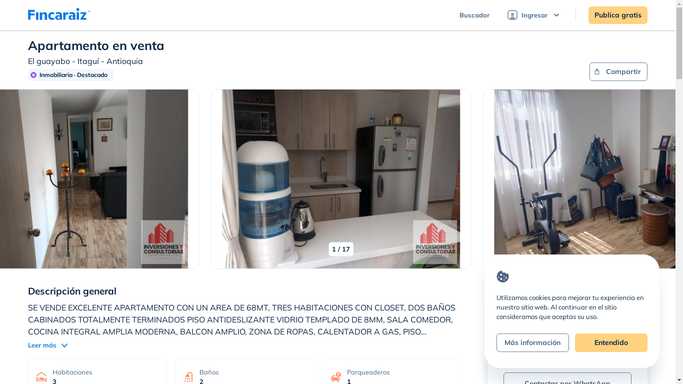 Fincaraiz
Buscador
Ingresar
Publica gratis
Apartamento en venta
El guayabo - Itaguí - Antioquia
Inmobiliaria · Destacado
Compartir
INVERSIONES Y
CONSULTORIAS
1 / 17
INVERSIONES Y
CONSULTORIAS
Descripción general
SE VENDE EXCELENTE APARTAMENTO CON UN AREA DE 68MT, TRES HABITACIONES CON CLOSET, DOS BAÑOS
CABINADOS TOTALMENTE TERMINADOS PISO ANTIDESLIZANTE VIDRIO TEMPLADO DE 8MM, SALA COMEDOR,
COCINA INTEGRAL AMPLIA MODERNA, BALCON AMPLIO, ZONA DE ROPAS, CALENTADOR A GAS, PISO...
Leer más
Habitaciones
3
Baños
2
Parqueaderos
1
Utilizamos cookies para mejorar tu experiencia en
nuestro sitio web. Al continuar en el sitio
consideramos que aceptas su uso.
Más información
Entendido
Contactar por WhatsApp